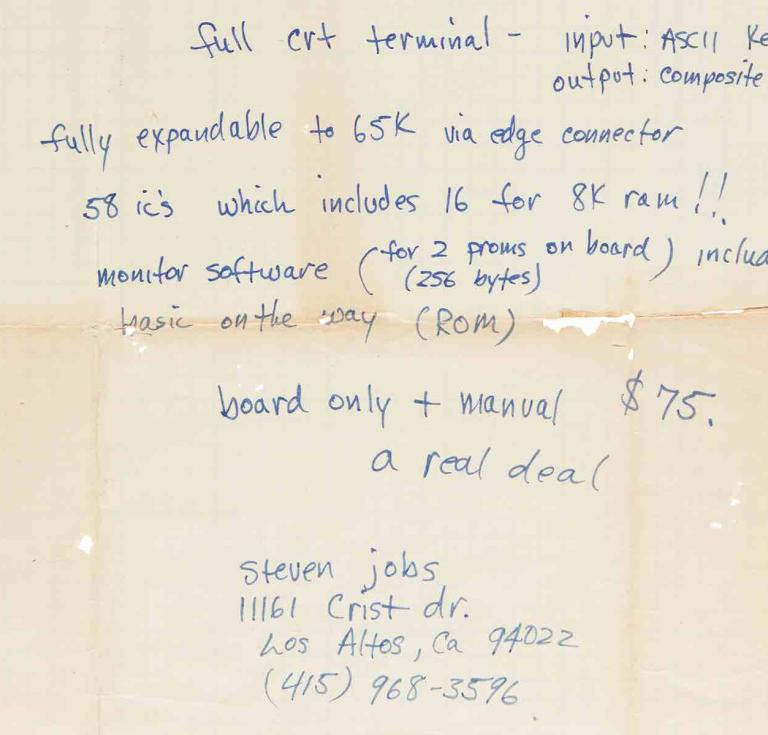 full crt terminal - input: ASCII Ke
output: composite
fully expandable to 65K via edge connector
58 ic's which includes 16 for 8K ram!!
monitor software (for 2 proms on board) includ
(256 bytes)
basic on the way (ROM)
board only + manual $75.
a real deal
steven jobs
11161 Crist dr.
Los Altos, Ca 94022
(415) 968-3596